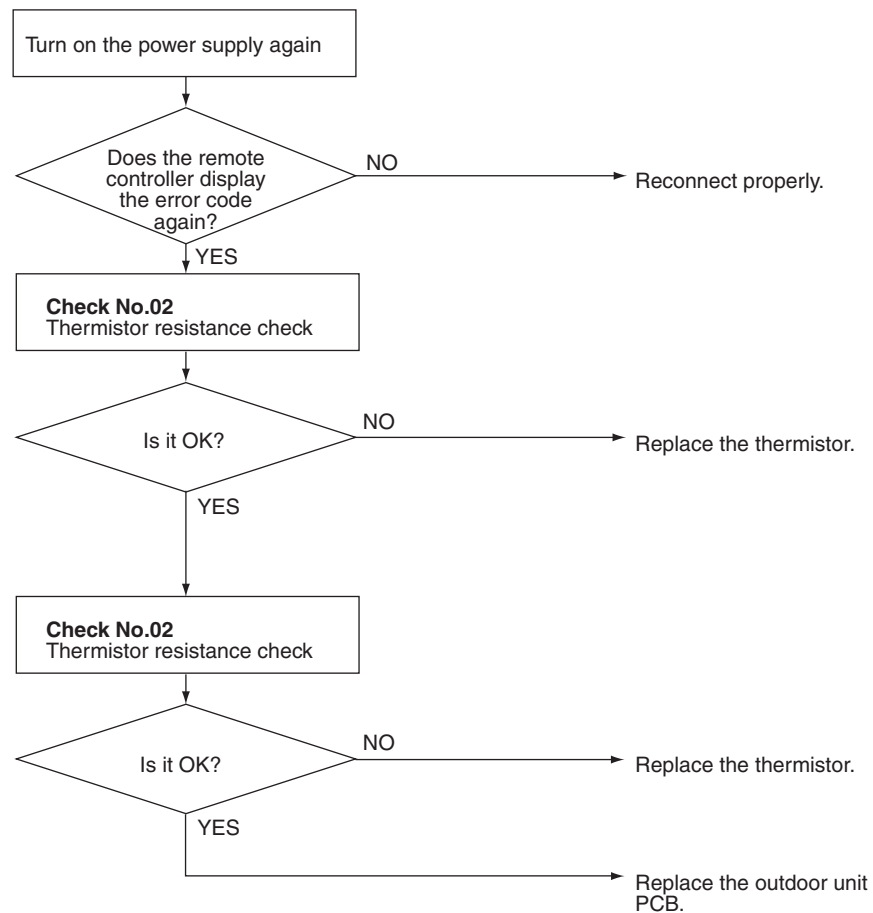 Turn on the power supply again
Does the remote
controller display
the error code
again?
NO
Reconnect properly.
YES
Check No.02
Thermistor resistance check
Is it OK?
NO
Replace the thermistor.
YES
Check No.02
Thermistor resistance check
Is it OK?
NO
Replace the thermistor.
YES
Replace the outdoor unit
PCB.